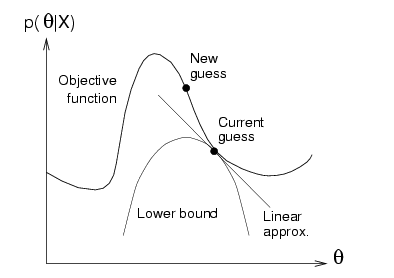 p( θ|X)
New
guess
Objective
function
Current
guess
Lower bound
Linear
approx.
θ